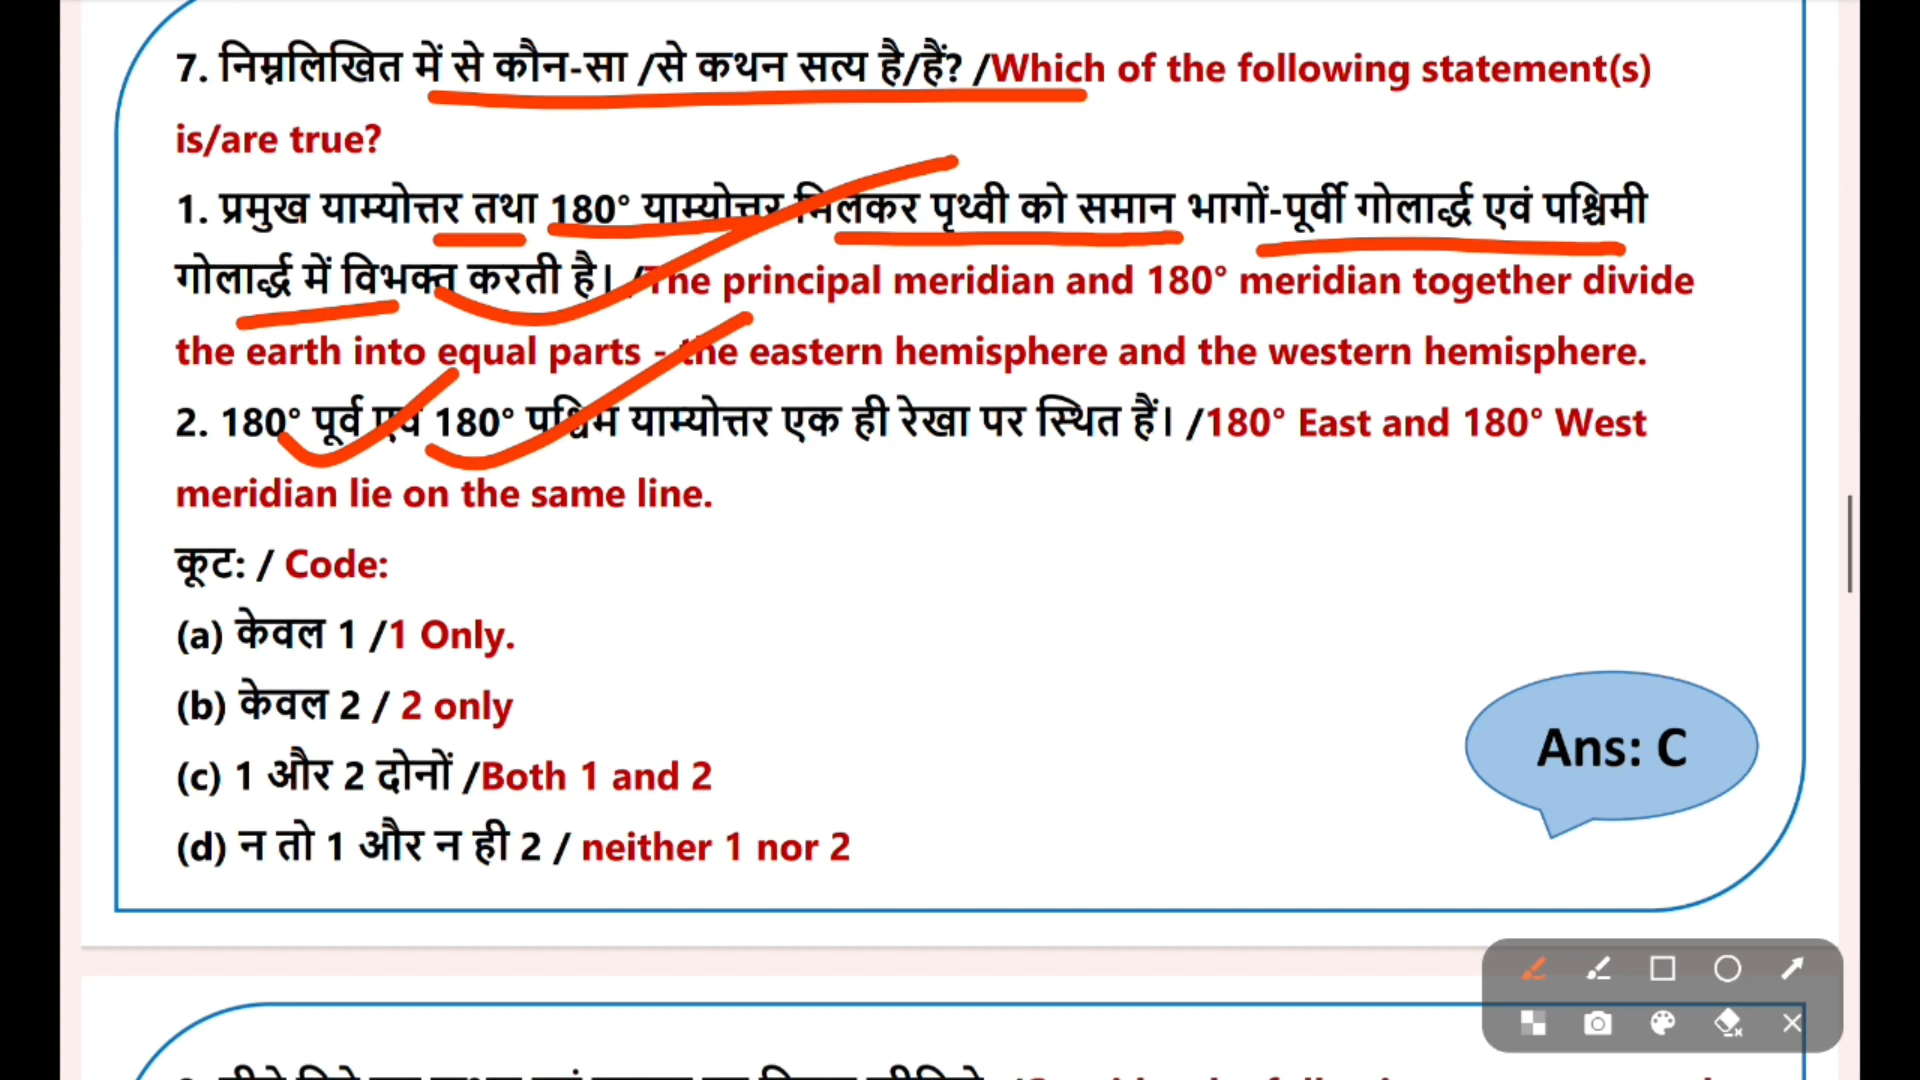 7. निम्नलिखित में से कौन-सा /से कथन सत्य है/हैं? /Which of the following statement(s)
is/are true?
1. प्रमुख याम्योत्तर तथा 180° याम्योत्तर मिलकर पृथ्वी को समान भागों-पूर्वी गोलार्द्ध एवं पश्चिमी
गोलार्द्ध में विभक्त करती है। /The principal meridian and 180° meridian together divide
the earth into equal parts - the eastern hemisphere and the western hemisphere.
2. 180° पूर्व एवं 180° पश्चिम याम्योत्तर एक ही रेखा पर स्थित हैं। /180° East and 180° West
meridian lie on the same line.
कूट: / Code:
(a) केवल 1 /1 Only.
(b) केवल 2 / 2 only
(c) 1 और 2 दोनों /Both 1 and 2
(d) न तो 1 और न ही 2 / neither 1 nor 2
Ans: C